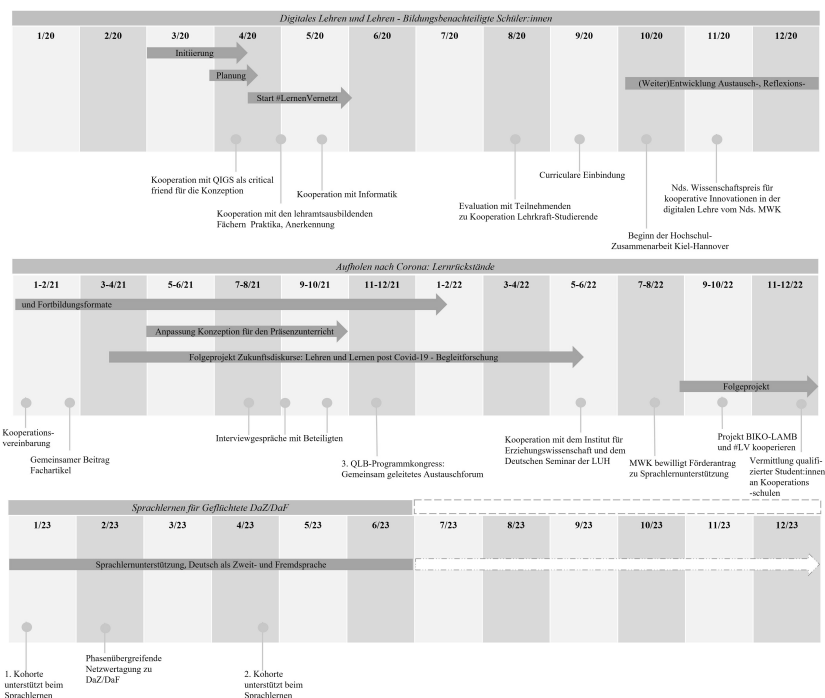 Digitales Lehren und Lehren - Bildungsbenachteiligte Schüler:innen
1/20 2/20 3/20 4/20 5/20 6/20 7/20 8/20 9/20 10/20 11/20 12/20
Initiierung
Planung
Start #LernenVernetzt
(Weiter)Entwicklung Austausch-, Reflexions-
Kooperation mit QIGS als critical
friend für die Konzeption
Kooperation mit den lehramtsausbildenden
Fächern Praktika, Anerkennung
Kooperation mit Informatik
Evaluation mit Teilnehmenden
zu Kooperation Lehrkraft-Studierende
Curriculare Einbindung
Beginn der Hochschul-
Zusammenarbeit Kiel-Hannover
Nds. Wissenschaftspreis für
kooperative Innovationen in der
digitalen Lehre vom Nds. MWK
Aufholen nach Corona: Lernrückstände
1-2/21 3-4/21 5-6/21 7-8/21 9-10/21 11-12/21 1-2/22 3-4/22 5-6/22 7-8/22 9-10/22 11-12/22
und Fortbildungsformate
Anpassung Konzeption für den Präsenzunterricht
Folgeprojekt Zukunftsdiskurse: Lehren und Lernen post Covid-19 - Begleitforschung
Folgeprojekt
Kooperations-
vereinbarung
Gemeinsamer Beitrag
Fachartikel
Interviewgespräche mit Beteiligten
3. QLB-Programmkongress:
Gemeinsam geleitetes Austauschforum
Kooperation mit dem Institut für
Erziehungswissenschaft und dem
Deutschen Seminar der LUH
MWK bewilligt Förderantrag
zu Sprachlernunterstützung
Projekt BIKO-LAMB
und #LV kooperieren
Vermittlung qualifi-
zierter Student:innen
an Kooperations
-schulen
Sprachlernen für Geflüchtete DaZ/DaF
1/23 2/23 3/23 4/23 5/23 6/23 7/23 8/23 9/23 10/23 11/23 12/23
Sprachlernunterstützung, Deutsch als Zweit- und Fremdsprache
1. Kohorte
unterstützt beim
Sprachlernen
Phasenübergreifende
Netzwertagung zu
DaZ/DaF
2. Kohorte
unterstützt beim
Sprachlernen